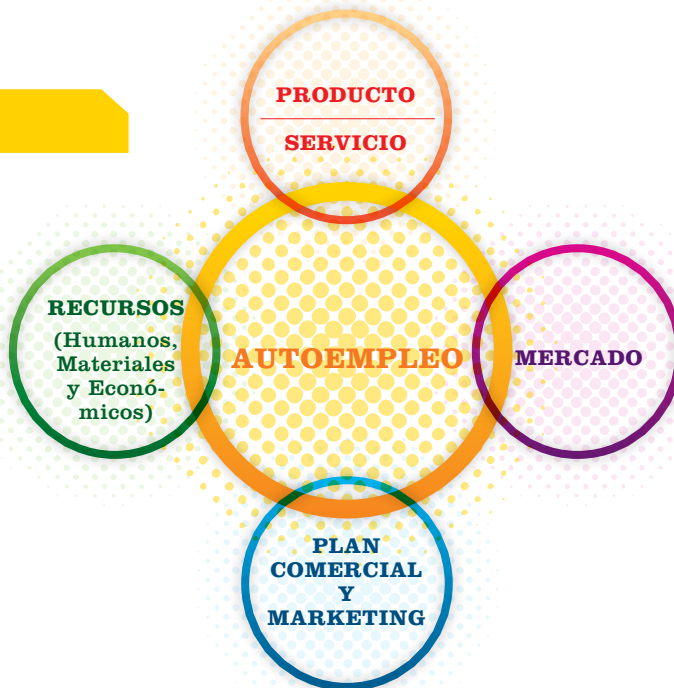 PRODUCTO
SERVICIO
RECURSOS
(Humanos,
Materiales
y Econó-
micos)
AUTOEMPLEO
MERCADO
PLAN
COMERCIAL
Y
MARKETING